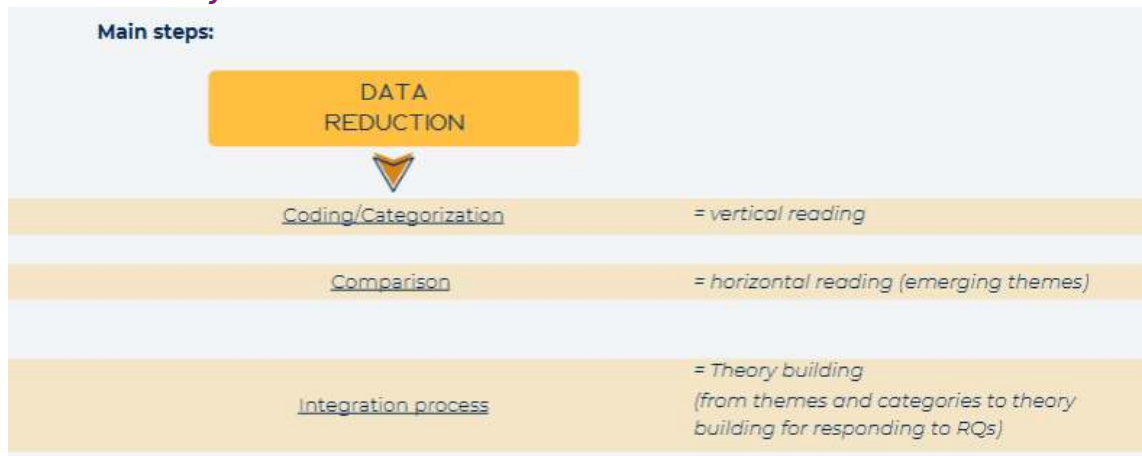 Main steps:
DATA
REDUCTION
Coding/Categorization = vertical reading
Comparison = horizontal reading (emerging themes)
= Theory building
Integration process (from themes and categories to theory
building for responding to RQs)